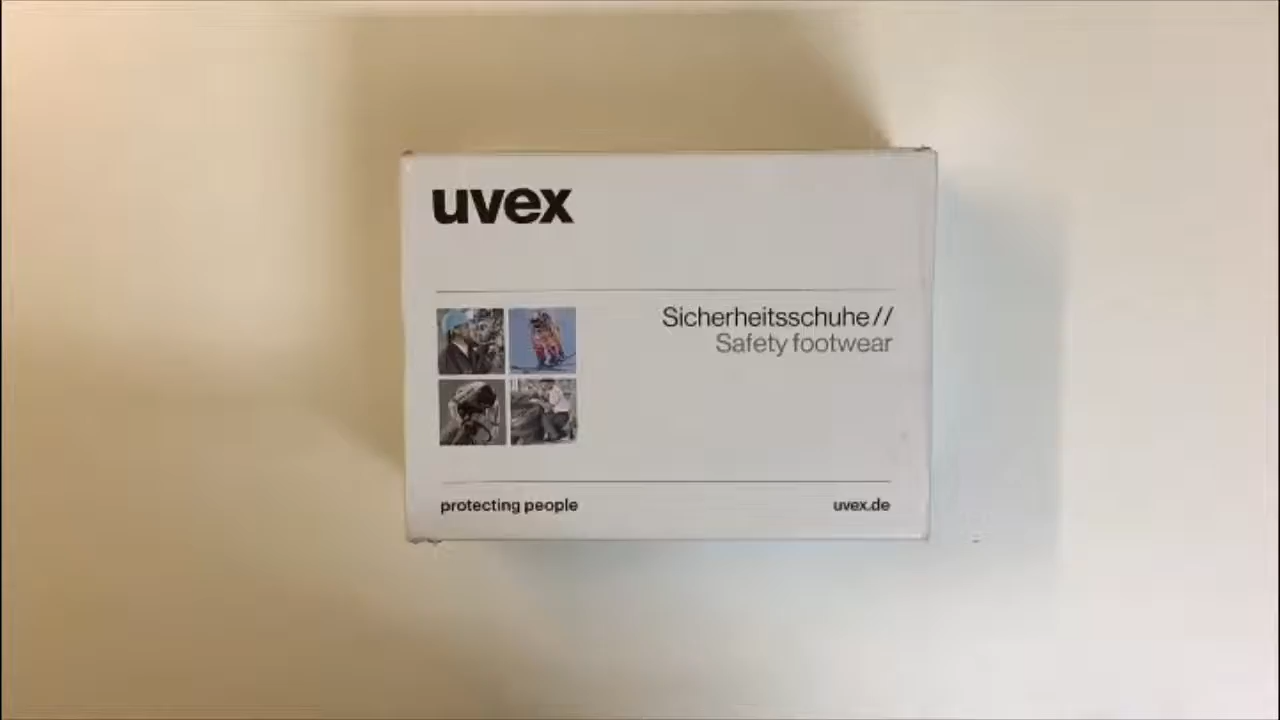 uvex
Sicherheitsschuhe//
Safety footwear
protecting people
uvex.de